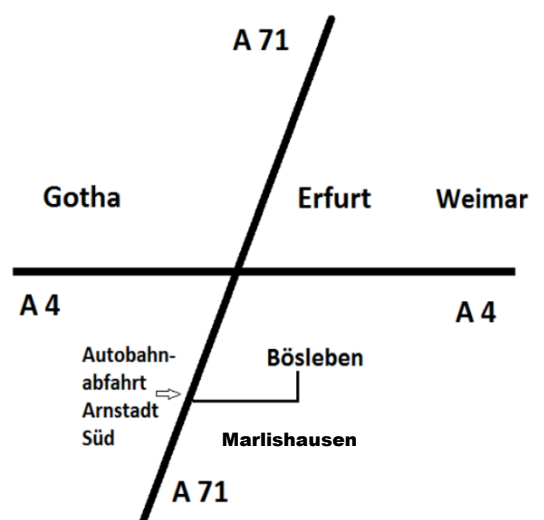 A 71
Gotha
Erfurt
Weimar
A 4
A 4
Autobahn-
abfahrt
Arnstadt
Süd
Bösleben
Marlishausen
A 71